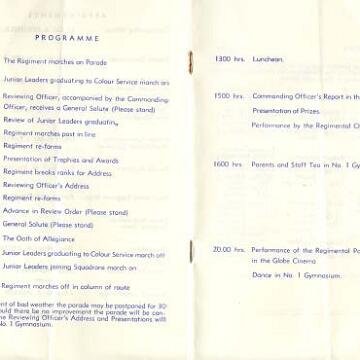 PROGRAMME
The Regiment marches on Parade
Junior Leaders graduating to Colour Service march on
Reviewing Officer, accompanied by the Commanding
Officer, receives a General Salute (Please stand)
Review of Junior Leaders graduating
Regiment marches past in line
Regiment re-forms
Presentation of Trophies and Awards
Regiment breaks ranks for Address
Reviewing Officer's Address
Regiment re-forms
Advance in Review Order (Please stand)
General Salute (Please stand)
The Oath of Allegiance
Junior Leaders graduating to Colour Service march off
Junior Leaders joining Squadrons march on
Regiment marches off in column of route
nt of bad weather the parade may be postponed for 30
ould there be no improvement the parade will be can-
he Reviewing Officer's Address and Presentations will
No. 1 Gymnasium.
1300 hrs. Luncheon.
1500 hrs. Commanding Officer's Report in th
Presentation of Prizes.
Performance by the Regimental C
1600 hrs. Parents and Staff Tea in No. 1 Gy
20.00 hrs. Performance of the Regimental Pa
in the Globe Cinema
Dance in No. 1 Gymnasium.